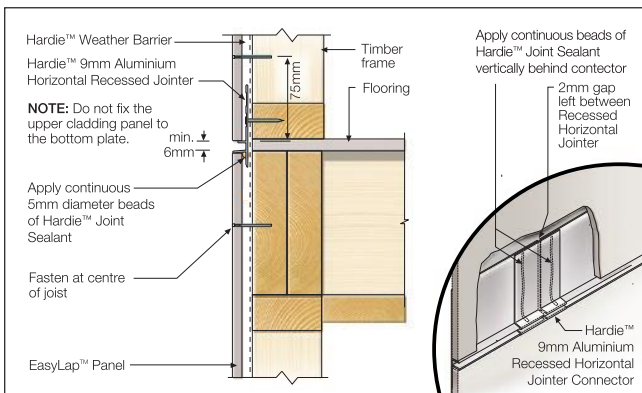 Hardie™ Weather Barrier
Hardie™ 9mm Aluminium
Horizontal Recessed Jointer
NOTE: Do not fix the
upper cladding panel to
the bottom plate.
min.
6mm
Apply continuous
5mm diameter beads
of Hardie™ Joint
Sealant
Fasten at centre
of joist
EasyLap™ Panel
75mm
Timber
frame
Flooring
Apply continuous beads of
Hardie™ Joint Sealant
vertically behind contector
2mm gap
left between
Recessed
Horizontal
Jointer
Hardie™
9mm Aluminium
Recessed Horizontal
Jointer Connector